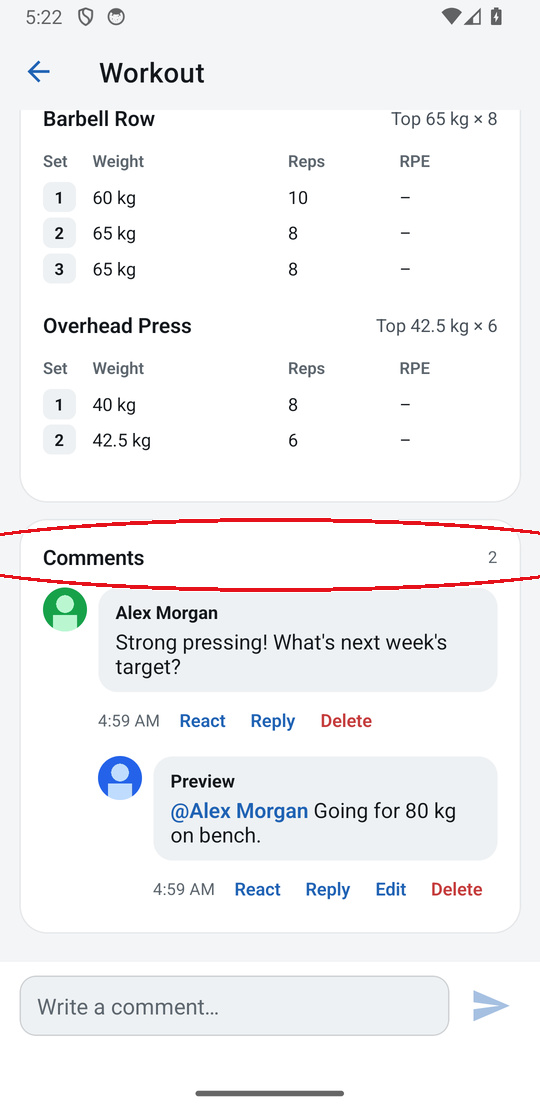 5:22
Workout
Barbell Row Top 65 kg × 8
Set Weight Reps RPE
1 60 kg 10 –
2 65 kg 8 –
3 65 kg 8 –
Overhead Press Top 42.5 kg × 6
Set Weight Reps RPE
1 40 kg 8 –
2 42.5 kg 6 –
Comments 2
Alex Morgan
Strong pressing! What's next week's
target?
4:59 AM React Reply Delete
Preview
@Alex Morgan Going for 80 kg
on bench.
4:59 AM React Reply Edit Delete
Write a comment…